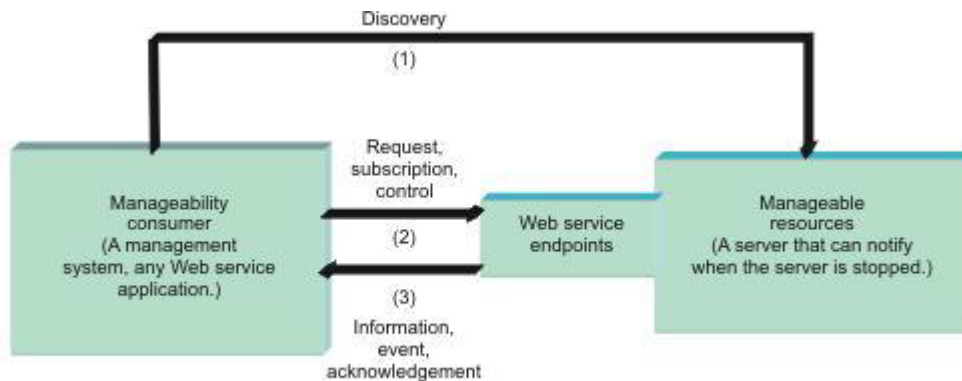 Discovery
(1)
Request,
subscription,
control
(2)
(3)
Information,
event,
acknowledgement
Manageability
consumer
(A management
system, any Web service
application.)
Web service
endpoints
Manageable
resources
(A server that can notify
when the server is stopped.)